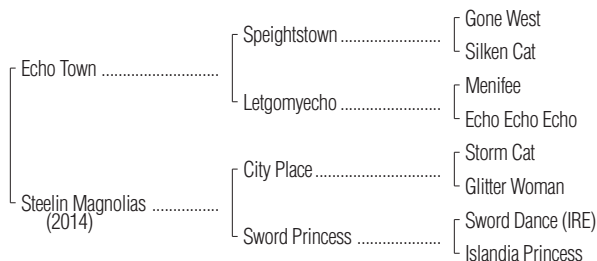 Gone West
Speightstown ....................
Silken Cat
Echo Town ........................
Menifee
Letgomyecho ....................
Echo Echo Echo
Storm Cat
City Place .........................
Glitter Woman
Steelin Magnolias ..............
(2014)
Sword Dance (IRE)
Sword Princess .................
Islandia Princess